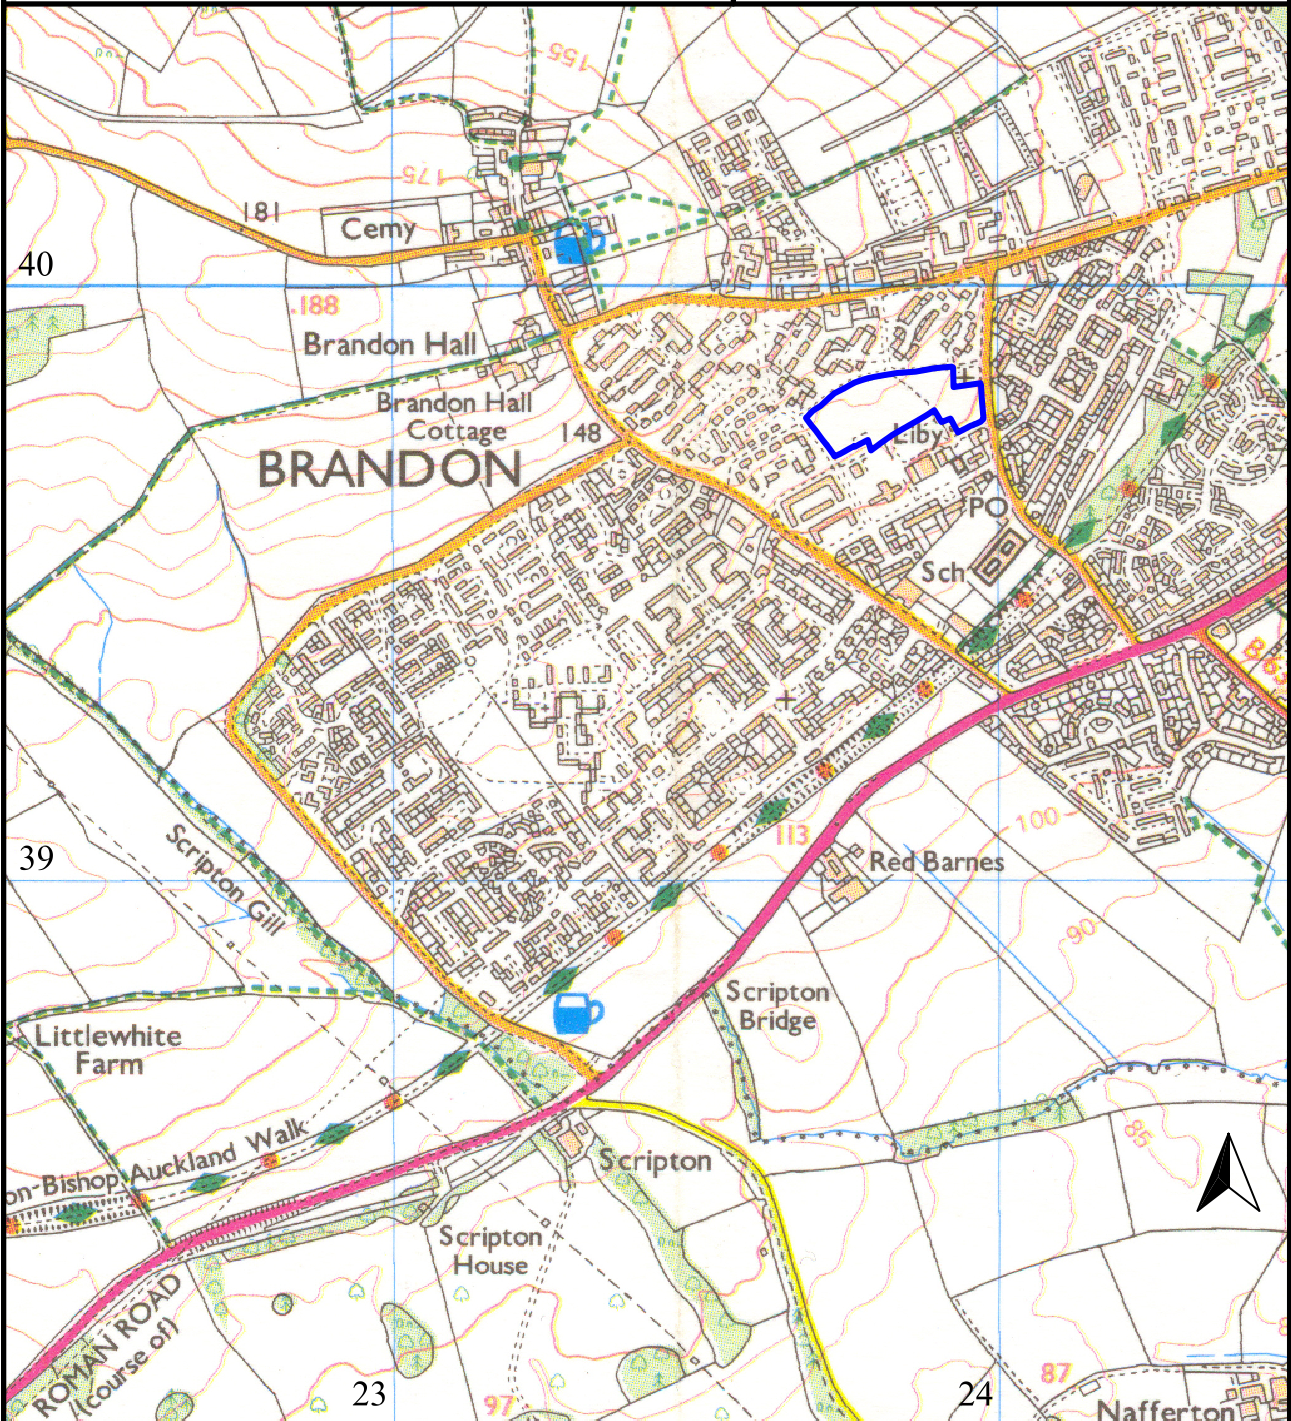 155
175
181
Cemy
40
188
Brandon Hall
Brandon Hall
Cottage
148
BRANDON
Liby
PO
Sch
113
100
39
Red Barnes
Scripton Gill
90
Scripton
Bridge
Littlewhite
Farm
85
on-Bishop Auckland Walk
Scripton
Scripton
House
ROMAN ROAD
(course of)
23
97
24
87
Nafferton